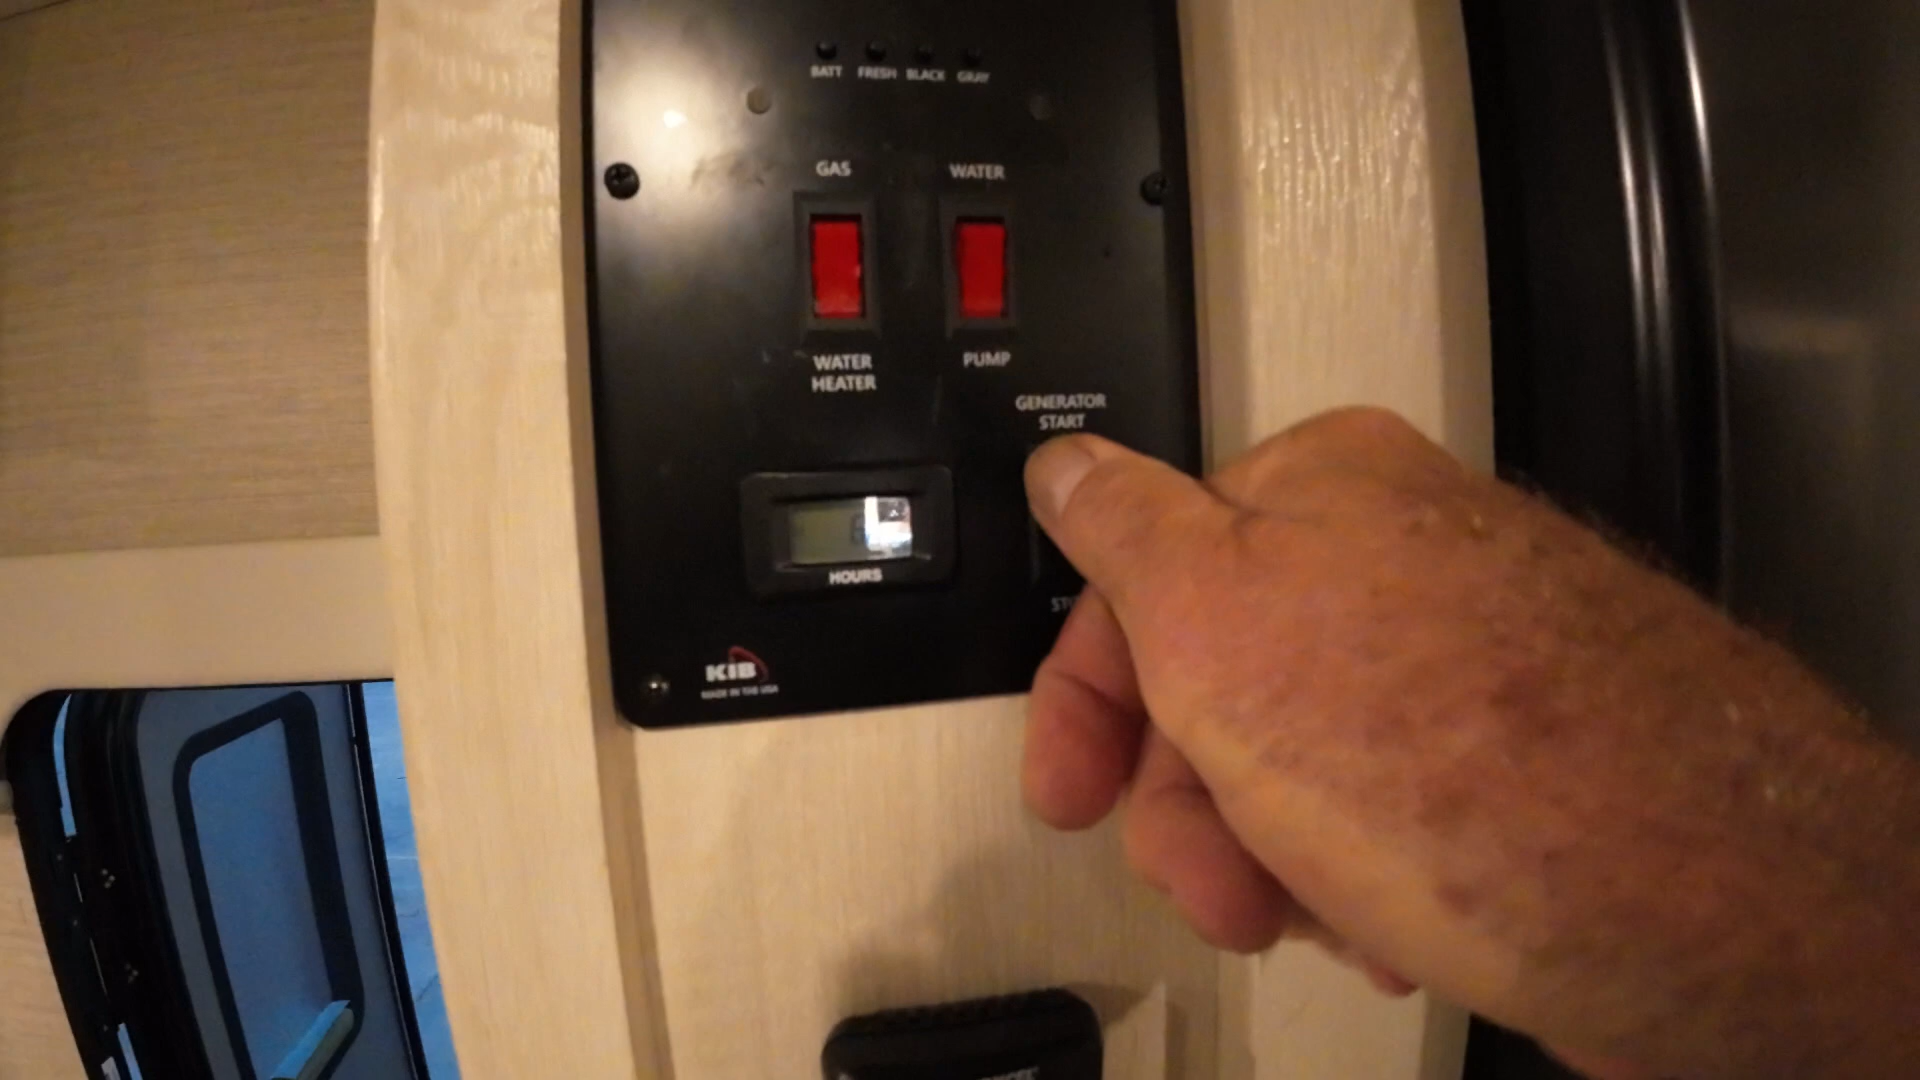 BATT FRESH BLACK GRAY
GAS WATER
WATER
HEATER
PUMP
GENERATOR
START
HOURS
KIB
MADE IN THE USA